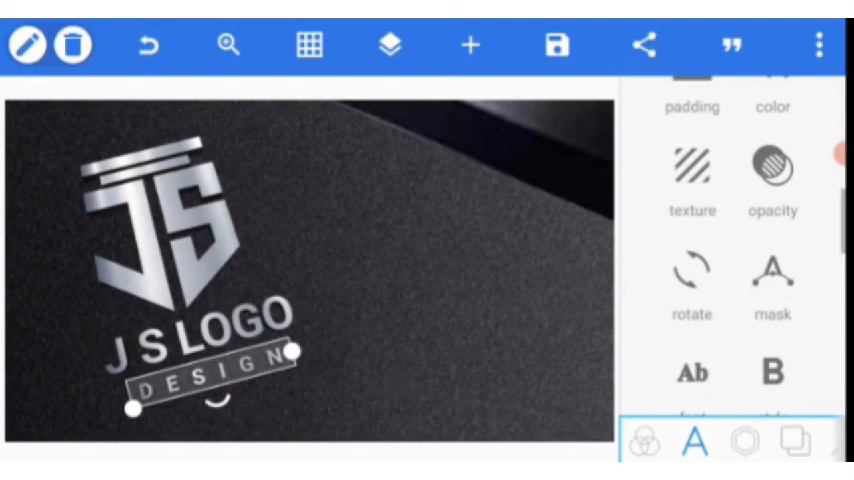 padding color
texture opacity
JS
rotate mask
J S LOGO
DESIGN
Ab B